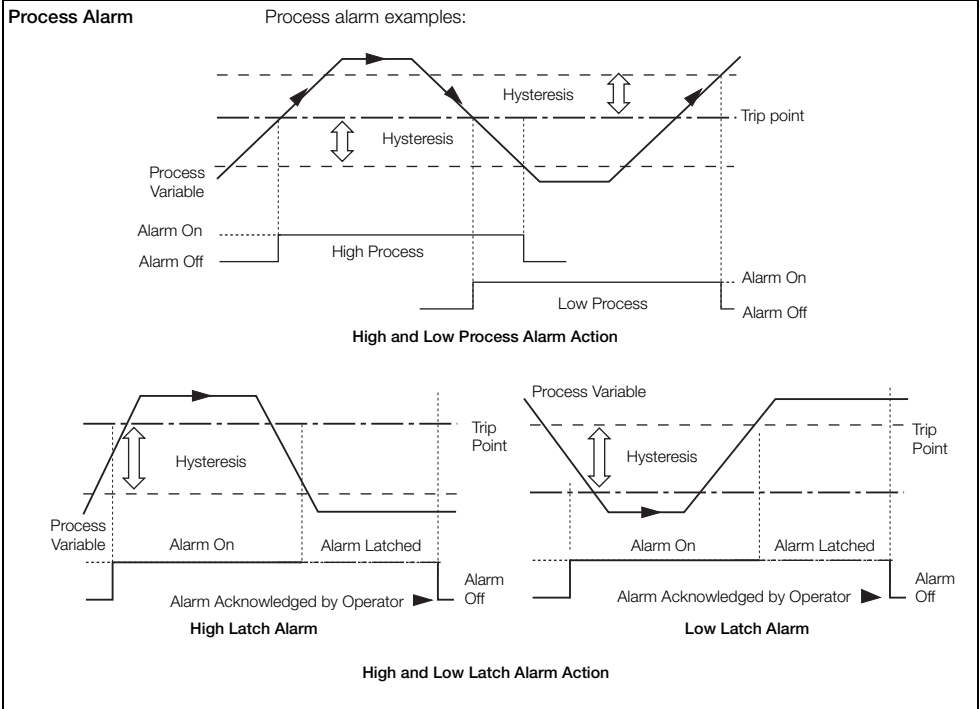 Process Alarm
Process alarm examples:
Hysteresis
Trip point
Hysteresis
Process
Variable
Alarm On
High Process
Alarm Off
Alarm On
Low Process
Alarm Off
High and Low Process Alarm Action
Trip
Point
Hysteresis
Process
Variable
Alarm On
Alarm Latched
Alarm
Off
Alarm Acknowledged by Operator
High Latch Alarm
Process Variable
Trip
Point
Hysteresis
Alarm On
Alarm Latched
Alarm
Off
Alarm Acknowledged by Operator
Low Latch Alarm
High and Low Latch Alarm Action